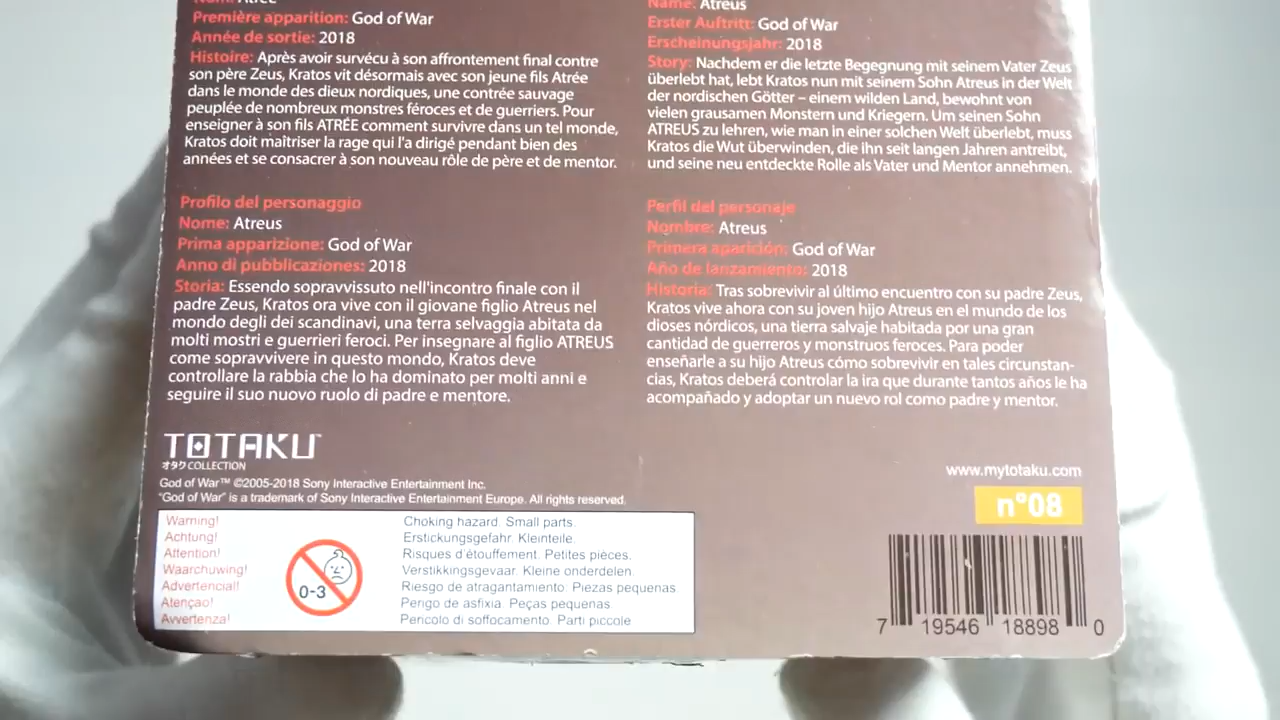 Nom: Atrée
Première apparition: God of War
Année de sortie: 2018
Histoire: Après avoir survécu à son affrontement final contre
son père Zeus, Kratos vit désormais avec son jeune fils Atrée
dans le monde des dieux nordiques, une contrée sauvage
peuplée de nombreux monstres féroces et de guerriers. Pour
enseigner à son fils ATRÉE comment survivre dans un tel monde,
Kratos doit maîtriser la rage qui l'a dirigé pendant bien des
années et se consacrer à son nouveau rôle de père et de mentor.
Name: Atreus
Erster Auftritt: God of War
Erscheinungsjahr: 2018
Story: Nachdem er die letzte Begegnung mit seinem Vater Zeus
überlebt hat, lebt Kratos nun mit seinem Sohn Atreus in der Welt
der nordischen Götter – einem wilden Land, bewohnt von
vielen grausamen Monstern und Kriegern. Um seinen Sohn
ATREUS zu lehren, wie man in einer solchen Welt überlebt, muss
Kratos die Wut überwinden, die ihn seit langen Jahren antreibt,
und seine neu entdeckte Rolle als Vater und Mentor annehmen.
Profilo del personaggio
Nome: Atreus
Prima apparizione: God of War
Anno di pubblicazione: 2018
Storia: Essendo sopravvissuto nell'incontro finale con il
padre Zeus, Kratos ora vive con il giovane figlio Atreus nel
mondo degli dei scandinavi, una terra selvaggia abitata da
molti mostri e guerrieri feroci. Per insegnare al figlio ATREUS
come sopravvivere in questo mondo, Kratos deve
controllare la rabbia che lo ha dominato per molti anni e
seguire il suo nuovo ruolo di padre e mentore.
Perfil del personaje
Nombre: Atreus
Primera aparición: God of War
Año de lanzamiento: 2018
Historia: Tras sobrevivir al último encuentro con su padre Zeus,
Kratos vive ahora con su joven hijo Atreus en el mundo de los
dioses nórdicos, una tierra salvaje habitada por una gran
cantidad de guerreros y monstruos feroces. Para poder
enseñarle a su hijo Atreus cómo sobrevivir en tales circunstan-
cias, Kratos deberá controlar la ira que durante tantos años le ha
acompañado y adoptar un nuevo rol como padre y mentor.
TOTAKU™
オタク COLLECTION
God of War™ ©2005-2018 Sony Interactive Entertainment Inc.
"God of War" is a trademark of Sony Interactive Entertainment Europe. All rights reserved.
Warning!
Achtung!
Attention!
Waarchuwing!
Advertencial!
Atençao!
Avvertenza!
0-3
Choking hazard. Small parts.
Erstickungsgefahr. Kleinteile.
Risques d'étouffement. Petites pièces.
Verstikkingsgevaar. Kleine onderdelen.
Riesgo de atragantamiento. Piezas pequenas
Perigo de asfixia. Peças pequenas.
Pericolo di soffocamento. Parti piccole
www.mytotaku.com
n°08
7 19546 18898 0